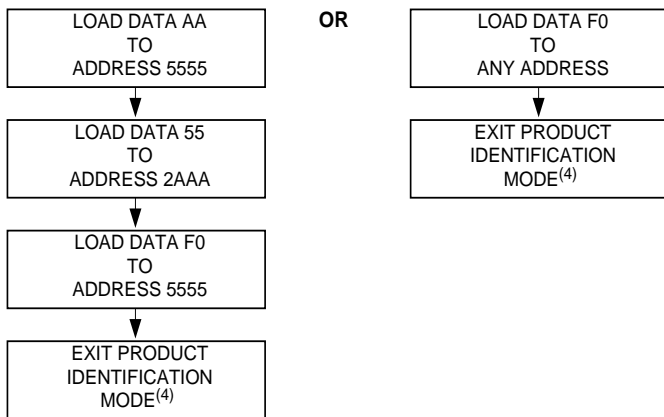 LOAD DATA AA
TO
ADDRESS 5555
LOAD DATA 55
TO
ADDRESS 2AAA
LOAD DATA F0
TO
ADDRESS 5555
EXIT PRODUCT
IDENTIFICATION
MODE(4)
OR
LOAD DATA F0
TO
ANY ADDRESS
EXIT PRODUCT
IDENTIFICATION
MODE(4)